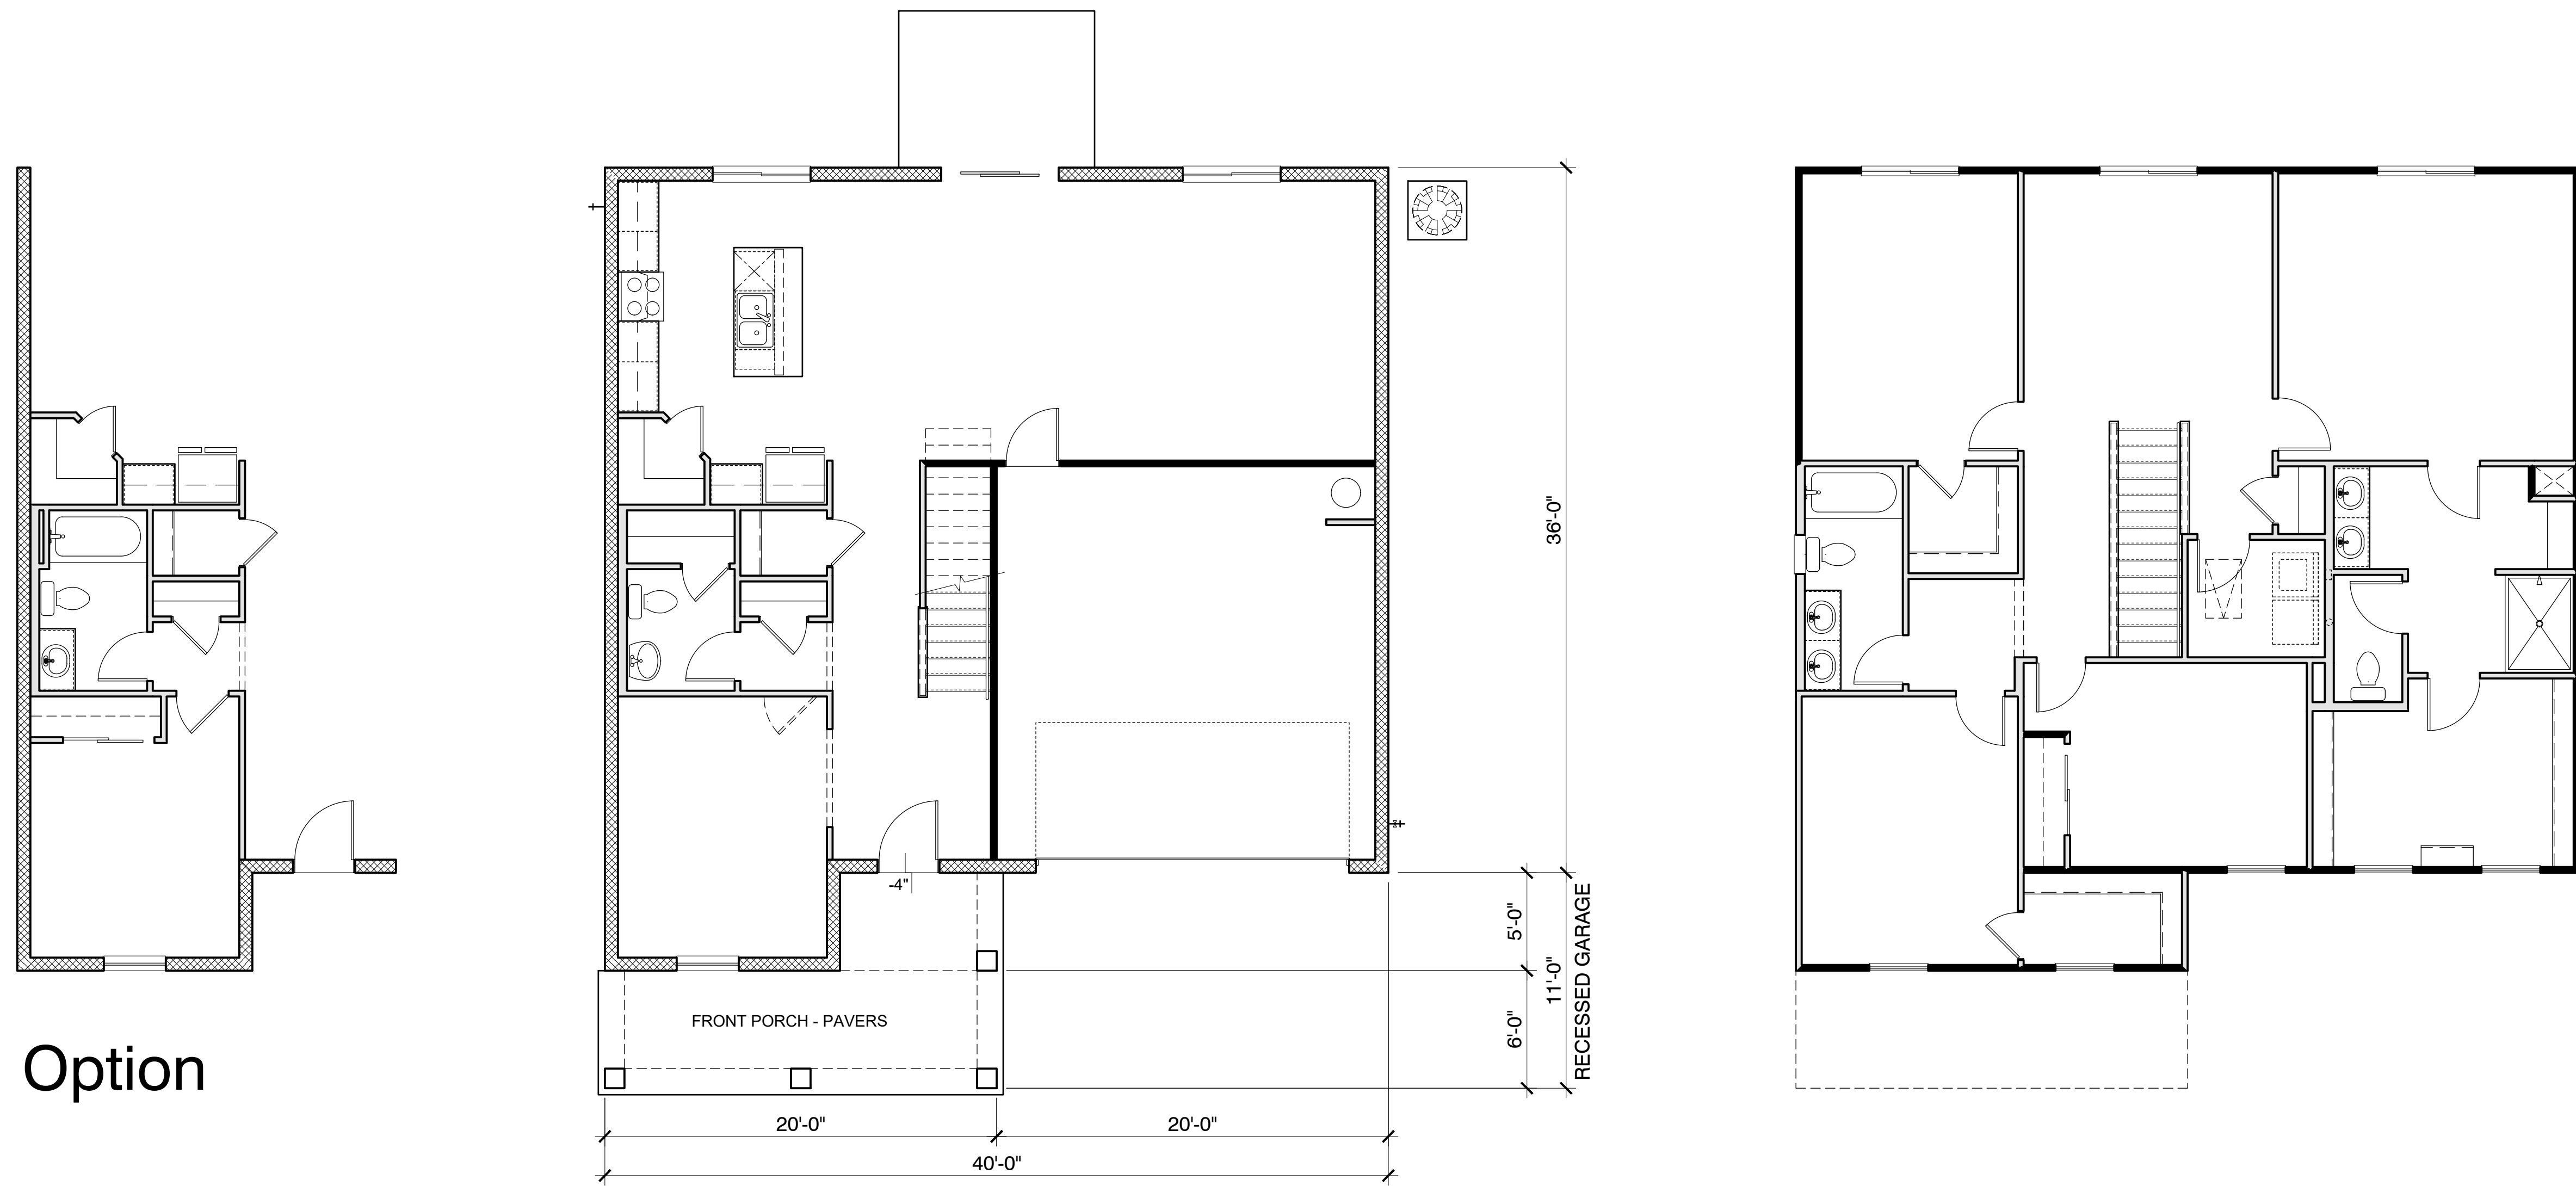 36'-0"
-4"
5'-0"
11'-0"
RECESSED GARAGE
6'-0"
FRONT PORCH - PAVERS
Option
20'-0"
20'-0"
40'-0"